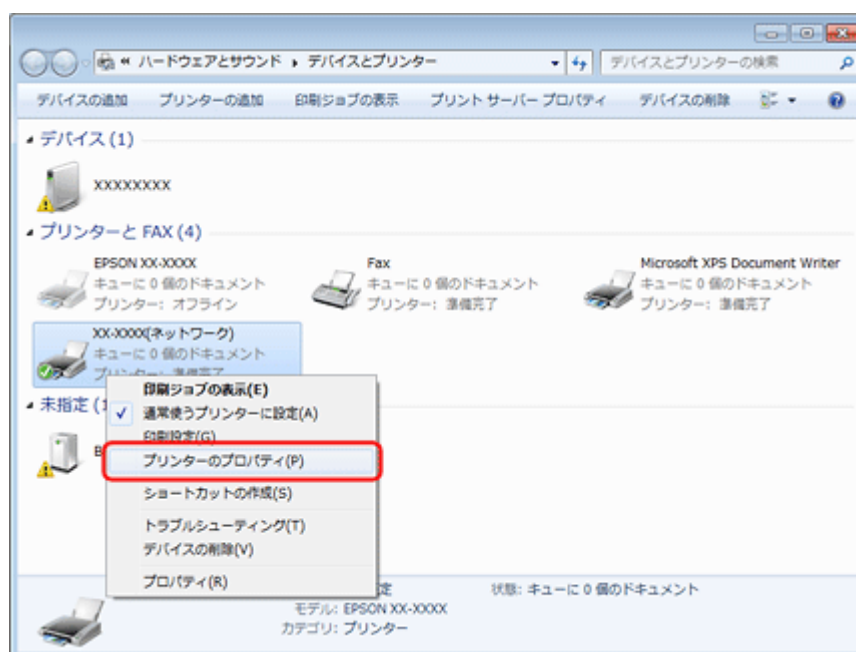 ハードウェアとサウンド ▸ デバイスとプリンター
デバイスとプリンターの検索
デバイスの追加 プリンターの追加 印刷ジョブの表示 プリント サーバー プロパティ デバイスの削除
デバイス (1)
XXXXXXXX
プリンターと FAX (4)
EPSON XX-XXXX
キューに 0 個のドキュメント
プリンター: オフライン
Fax
キューに 0 個のドキュメント
プリンター: 準備完了
Microsoft XPS Document Writer
キューに 0 個のドキュメント
プリンター: 準備完了
XX-XXXX(ネットワーク)
キューに 0 個のドキュメント
プリンター: 準備完了
未指定 (1
B
印刷ジョブの表示(E)
通常使うプリンターに設定(A)
印刷設定(G)
プリンターのプロパティ(P)
ショートカットの作成(S)
トラブルシューティング(T)
デバイスの削除(V)
プロパティ(R)
定 状態: キューに 0 個のドキュメント
モデル: EPSON XX-XXXX
カテゴリ: プリンター